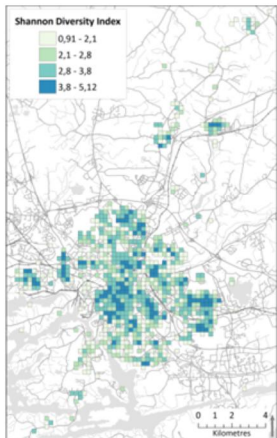 Shannon Diversity Index
0,91 - 2,1
2,1 - 2,8
2,8 - 3,8
3,8 - 5,12
0 1 2 4
Kilometres